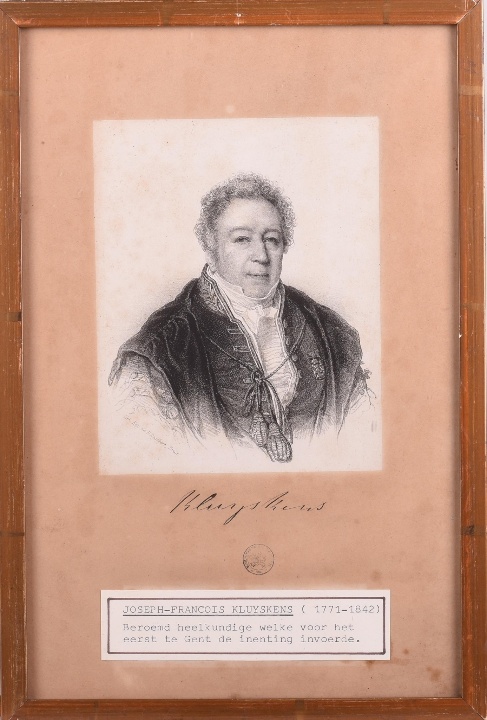 Kluyskens
JOSEPH-FRANCOIS KLUYSKENS ( 1771-1842)
Beroemd heelkundige welke voor het
eerst te Gent de inenting invoerde.